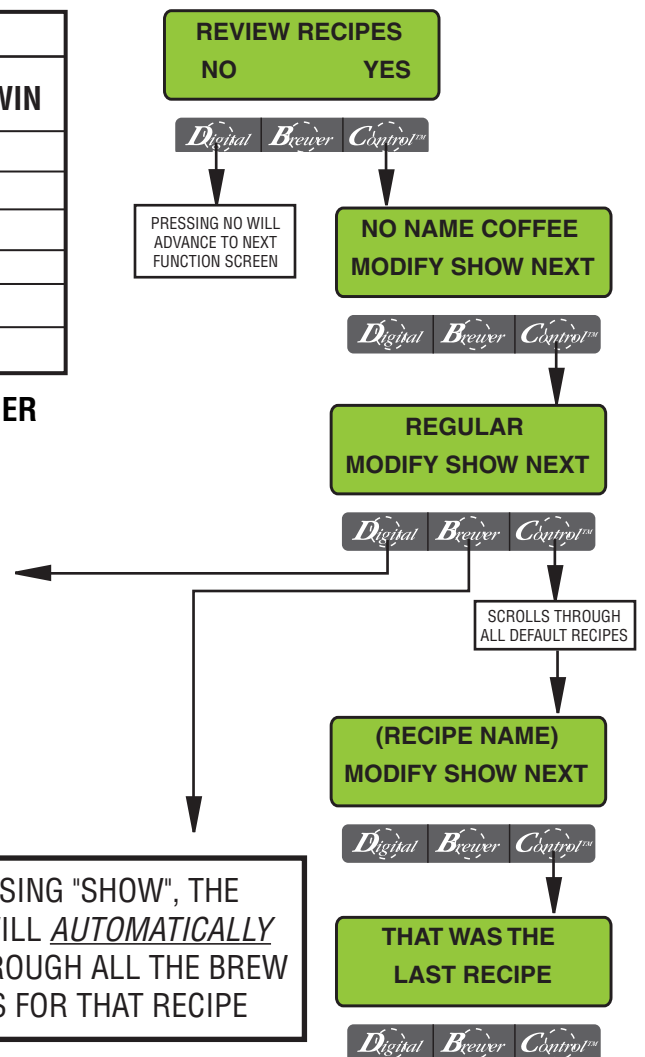 REVIEW RECIPES
NO YES
WIN
Digital Brewer Control™
PRESSING NO WILL
ADVANCE TO NEXT
FUNCTION SCREEN
NO NAME COFFEE
MODIFY SHOW NEXT
Digital Brewer Control™
ER
REGULAR
MODIFY SHOW NEXT
Digital Brewer Control™
SCROLLS THROUGH
ALL DEFAULT RECIPES
(RECIPE NAME)
MODIFY SHOW NEXT
Digital Brewer Control™
SING "SHOW", THE
ILL AUTOMATICALLY
ROUGH ALL THE BREW
S FOR THAT RECIPE
THAT WAS THE
LAST RECIPE
Digital Brewer Control™